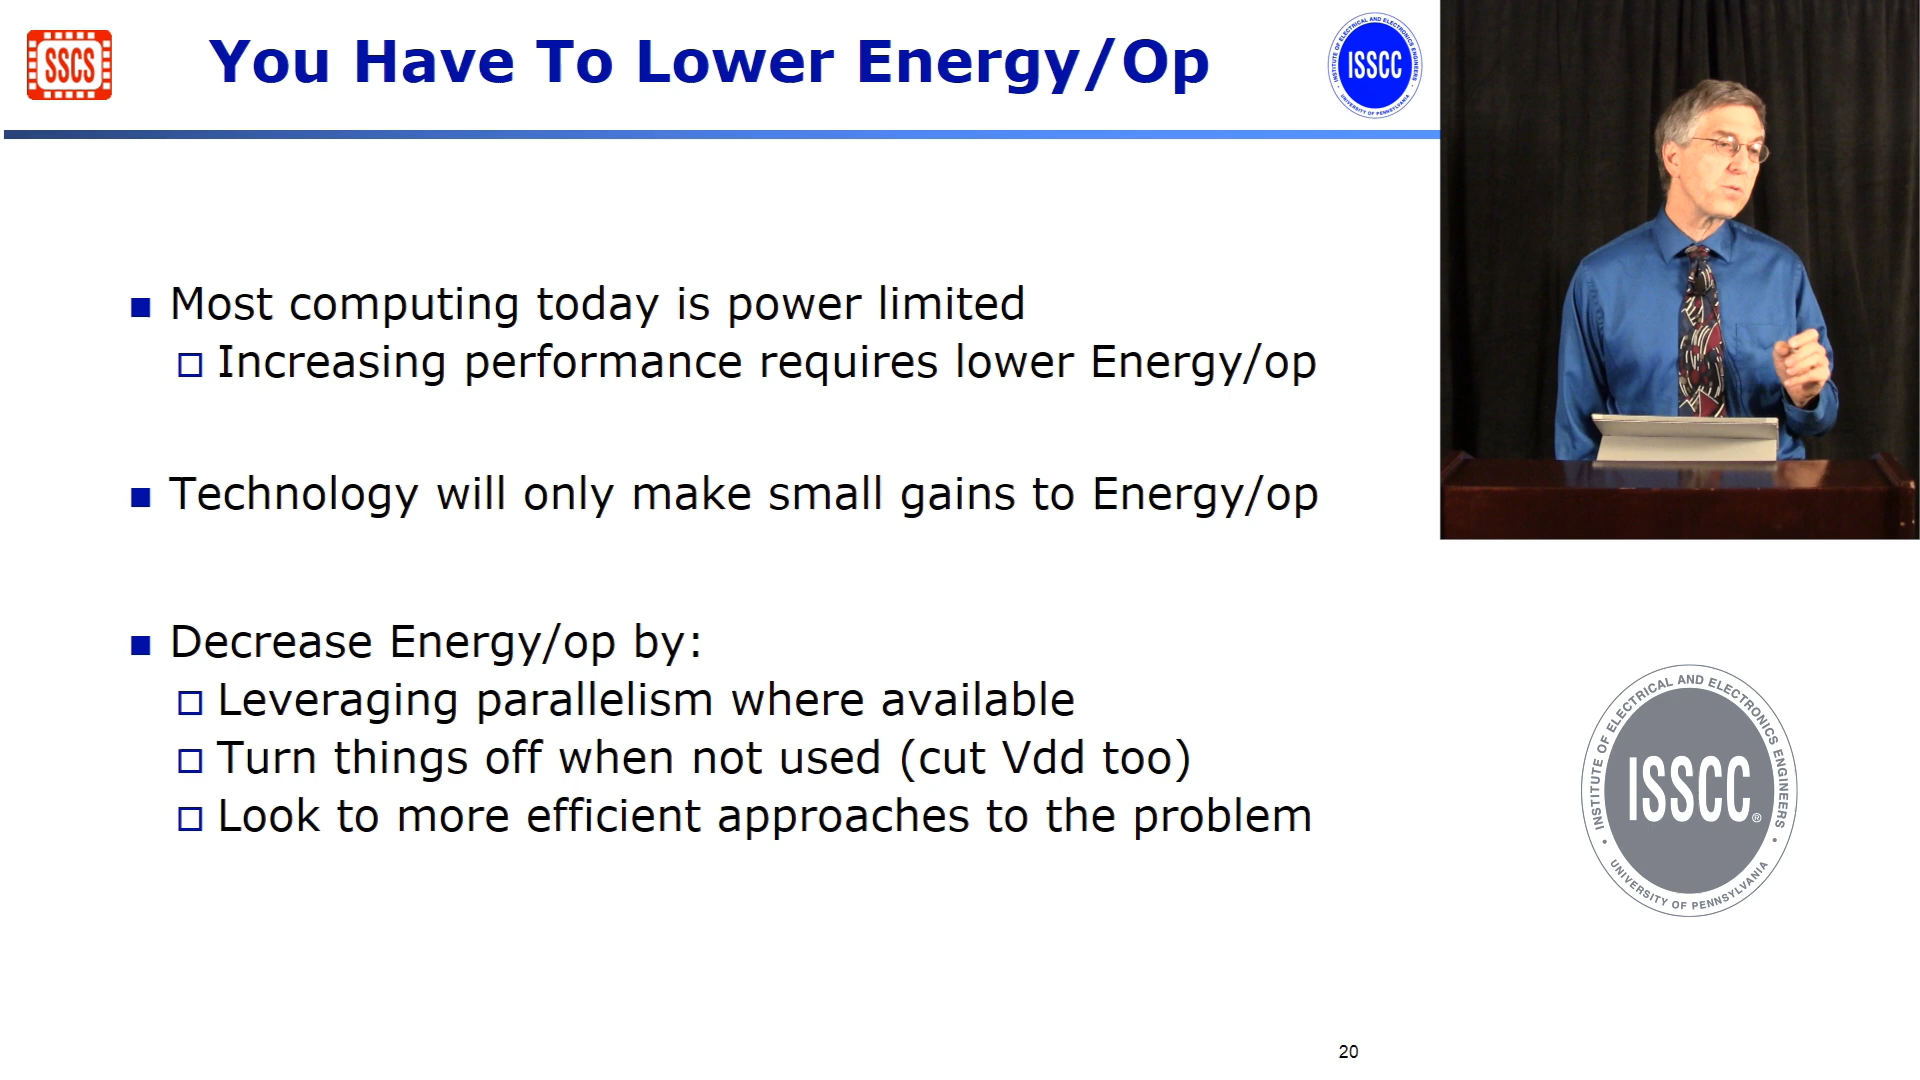 SSCS
You Have To Lower Energy/Op
INSTITUTE OF ELECTRICAL AND ELECTRONICS ENGINEERS
ISSCC
UNIVERSITY OF PENNSYLVANIA
Most computing today is power limited
Increasing performance requires lower Energy/op
Technology will only make small gains to Energy/op
Decrease Energy/op by:
Leveraging parallelism where available
Turn things off when not used (cut Vdd too)
Look to more efficient approaches to the problem
INSTITUTE OF ELECTRICAL AND ELECTRONICS ENGINEERS
ISSCC®
UNIVERSITY OF PENNSYLVANIA
20